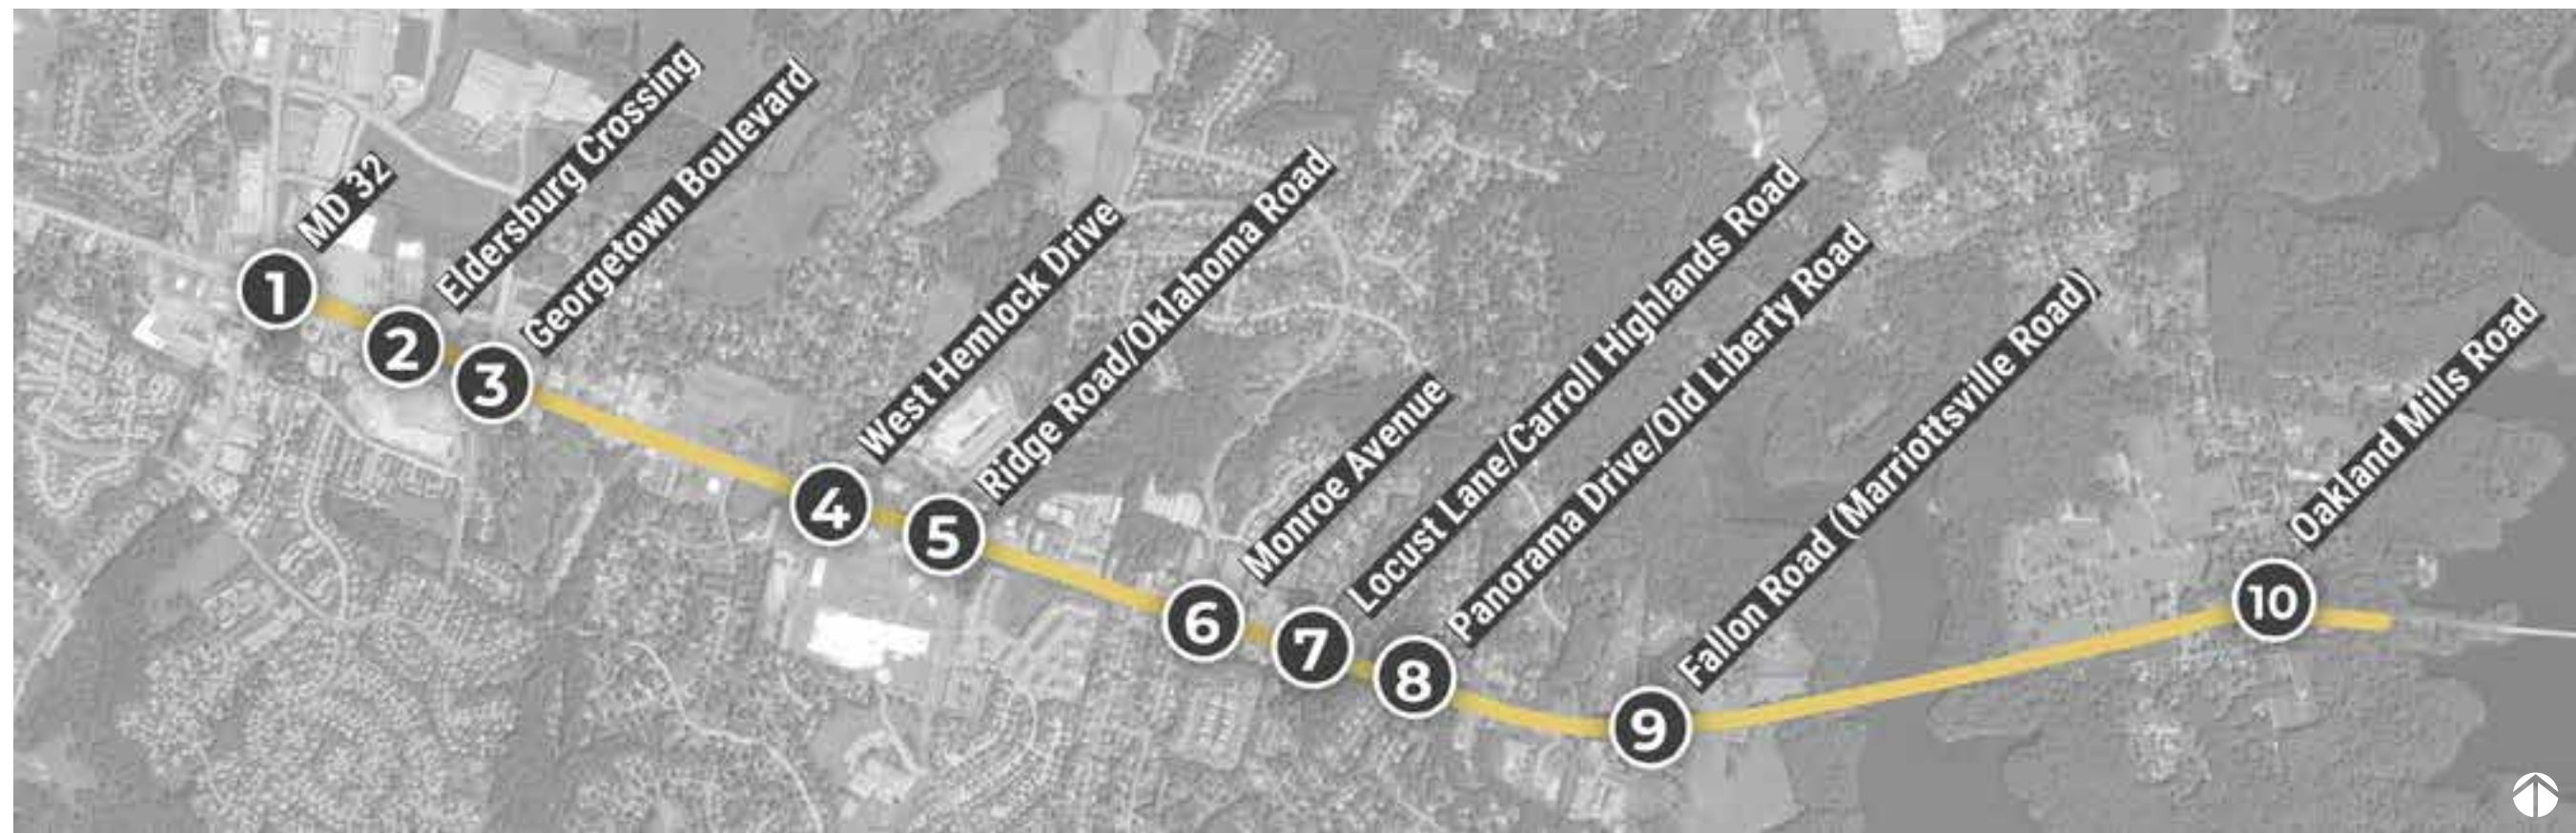 1
MD 32
2
Eldersburg Crossing
3
Georgetown Boulevard
4
West Hemlock Drive
5
Ridge Road/Oklahoma Road
6
Monroe Avenue
7
Locust Lane/Carroll Highlands Road
8
Panorama Drive/Old Liberty Road
9
Fallon Road (Marriottsville Road)
10
Oakland Mills Road